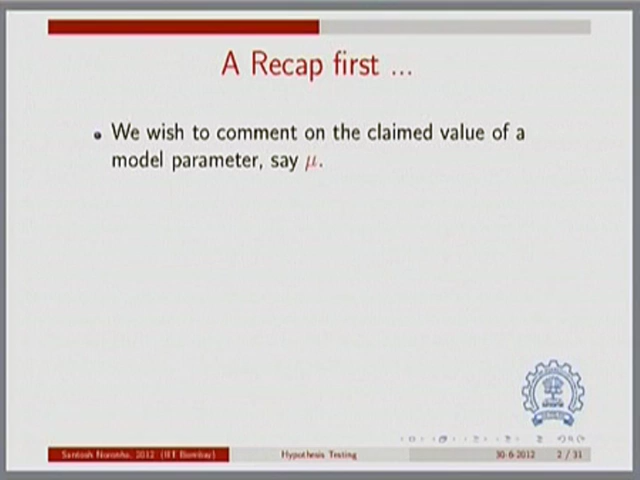 A Recap first ...
We wish to comment on the claimed value of a
model parameter, say μ.
Santosh Noronha, 2012 (IIT Bombay)
Hypothesis Testing
30-6-2012
2 / 31